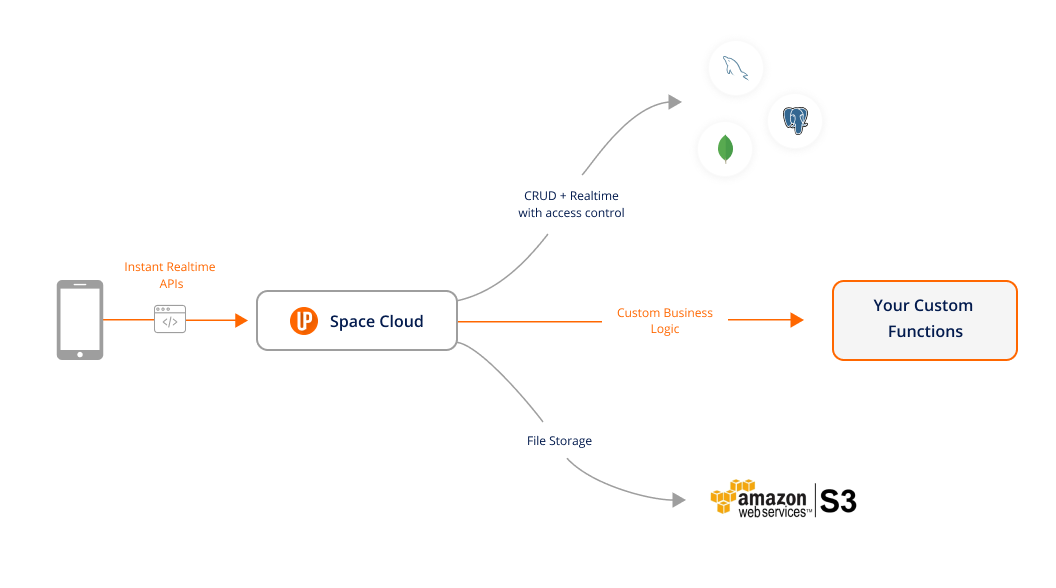 CRUD + Realtime
with access control
Instant Realtime
APIs
</>
Space Cloud
Custom Business
Logic
Your Custom
Functions
File Storage
amazon
web services™
S3